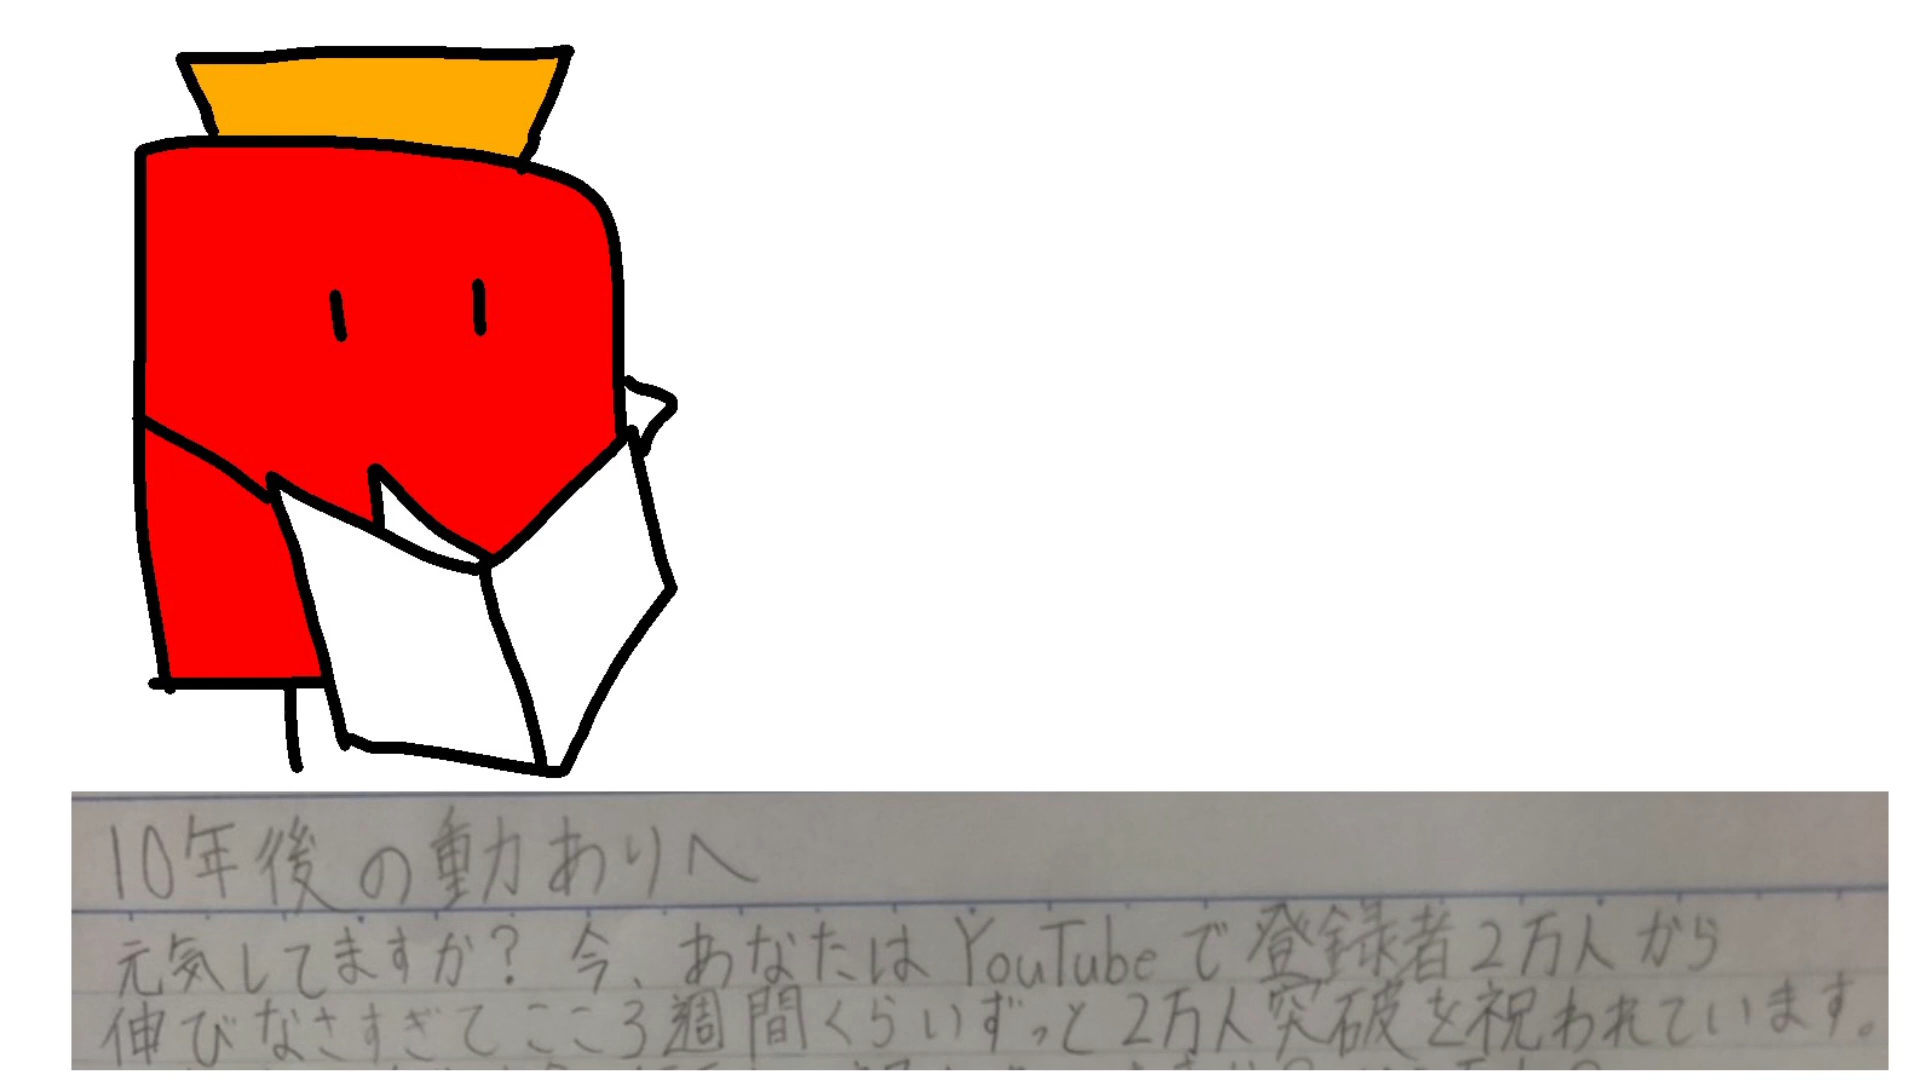 10年後の動ありへ
元気してますか？今、あなたはYouTubeで登録者2万人から
伸びなさすぎてここ3週間くらいずっと2万人突破を祝われています。